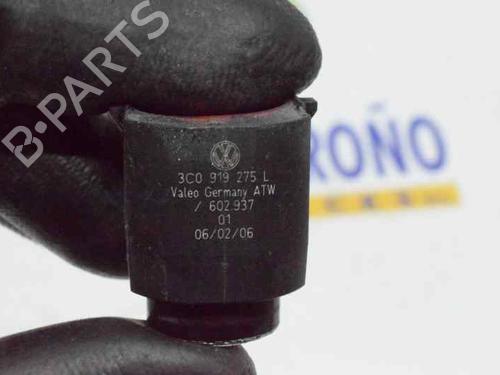 B-PARTS
3C0 919 275 L
Valeo Germany ATW
/ 602.937
01
06/02/06
ROÑO